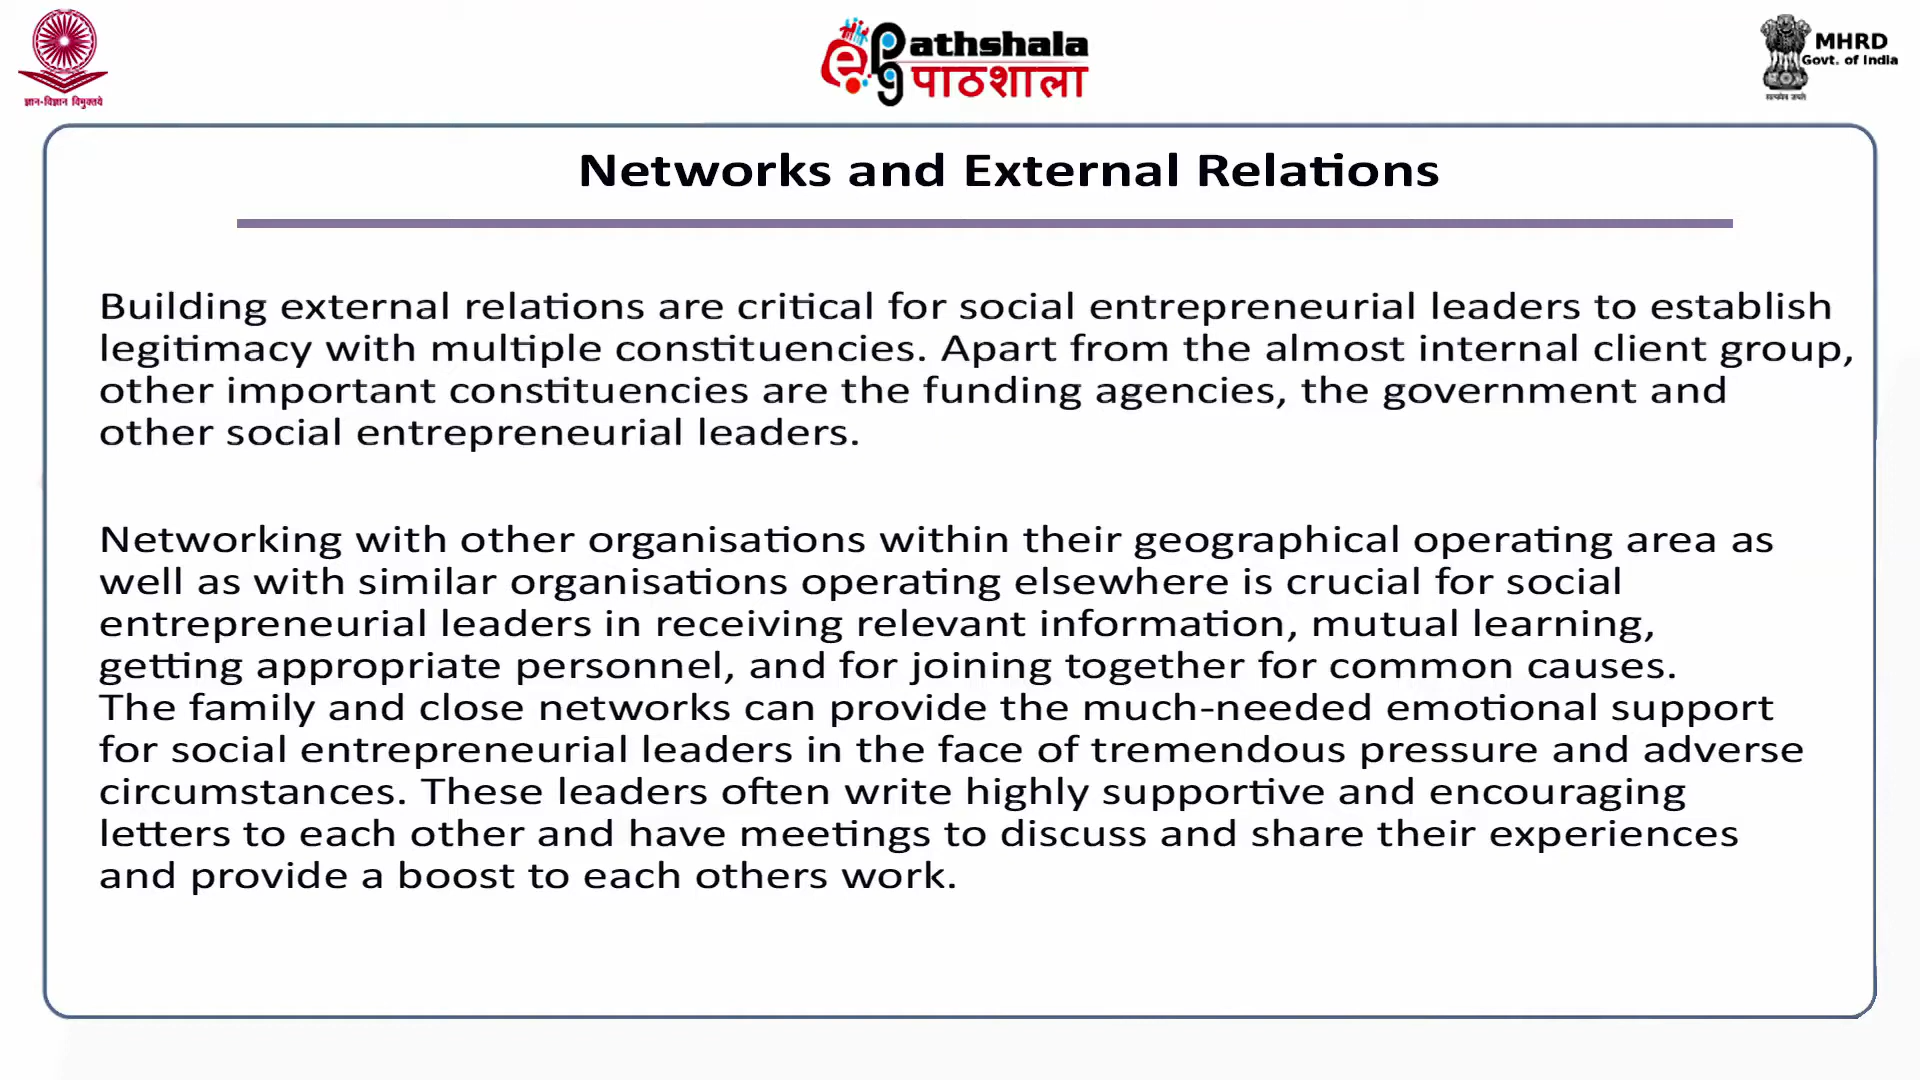 ज्ञान-विज्ञान विमुक्तये
e pg athshala
पाठशाला
MHRD
Govt. of India
सत्यमेव जयते
Networks and External Relations
Building external relations are critical for social entrepreneurial leaders to establish
legitimacy with multiple constituencies. Apart from the almost internal client group,
other important constituencies are the funding agencies, the government and
other social entrepreneurial leaders.
Networking with other organisations within their geographical operating area as
well as with similar organisations operating elsewhere is crucial for social
entrepreneurial leaders in receiving relevant information, mutual learning,
getting appropriate personnel, and for joining together for common causes.
The family and close networks can provide the much-needed emotional support
for social entrepreneurial leaders in the face of tremendous pressure and adverse
circumstances. These leaders often write highly supportive and encouraging
letters to each other and have meetings to discuss and share their experiences
and provide a boost to each others work.